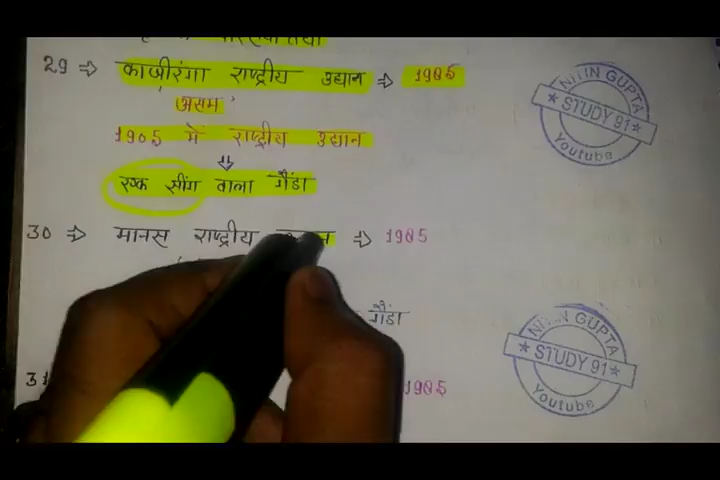 29 ⇒ काजीरंगा राष्ट्रीय उद्यान ⇒ 1985
'असम'
1905 में राष्ट्रीय उद्यान
⇓
एक सींग वाला गैंडा
30 ⇒ मानस राष्ट्रीय ⇒ 1985
गैंडा
1985
NITIN GUPTA
★ STUDY 91 ★
Youtube
NITIN GUPTA
★ STUDY 91 ★
Youtube